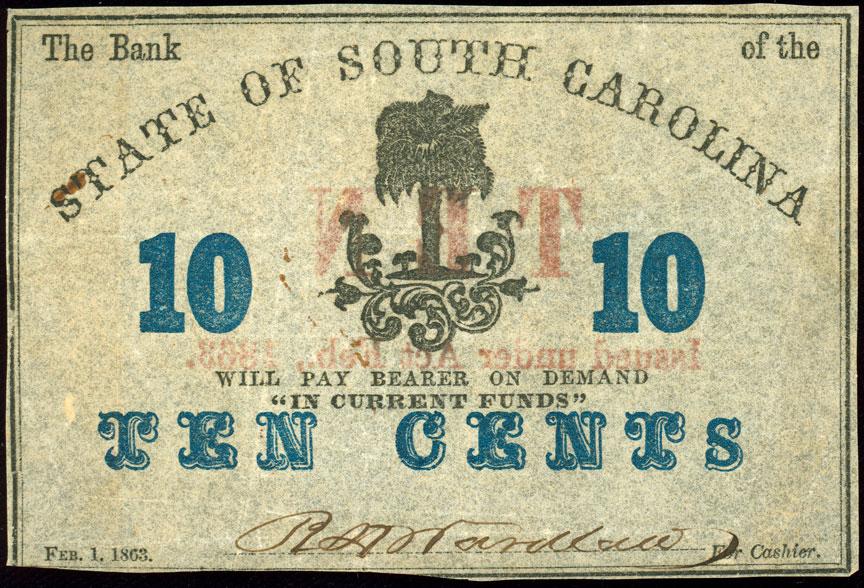 The Bank of the
STATE OF SOUTH CAROLINA
TEN
10 10
Issued under Act Feb., 1863.
WILL PAY BEARER ON DEMAND
"IN CURRENT FUNDS"
TEN CENTS
FEB. 1. 1863. Wardlaw For Cashier.